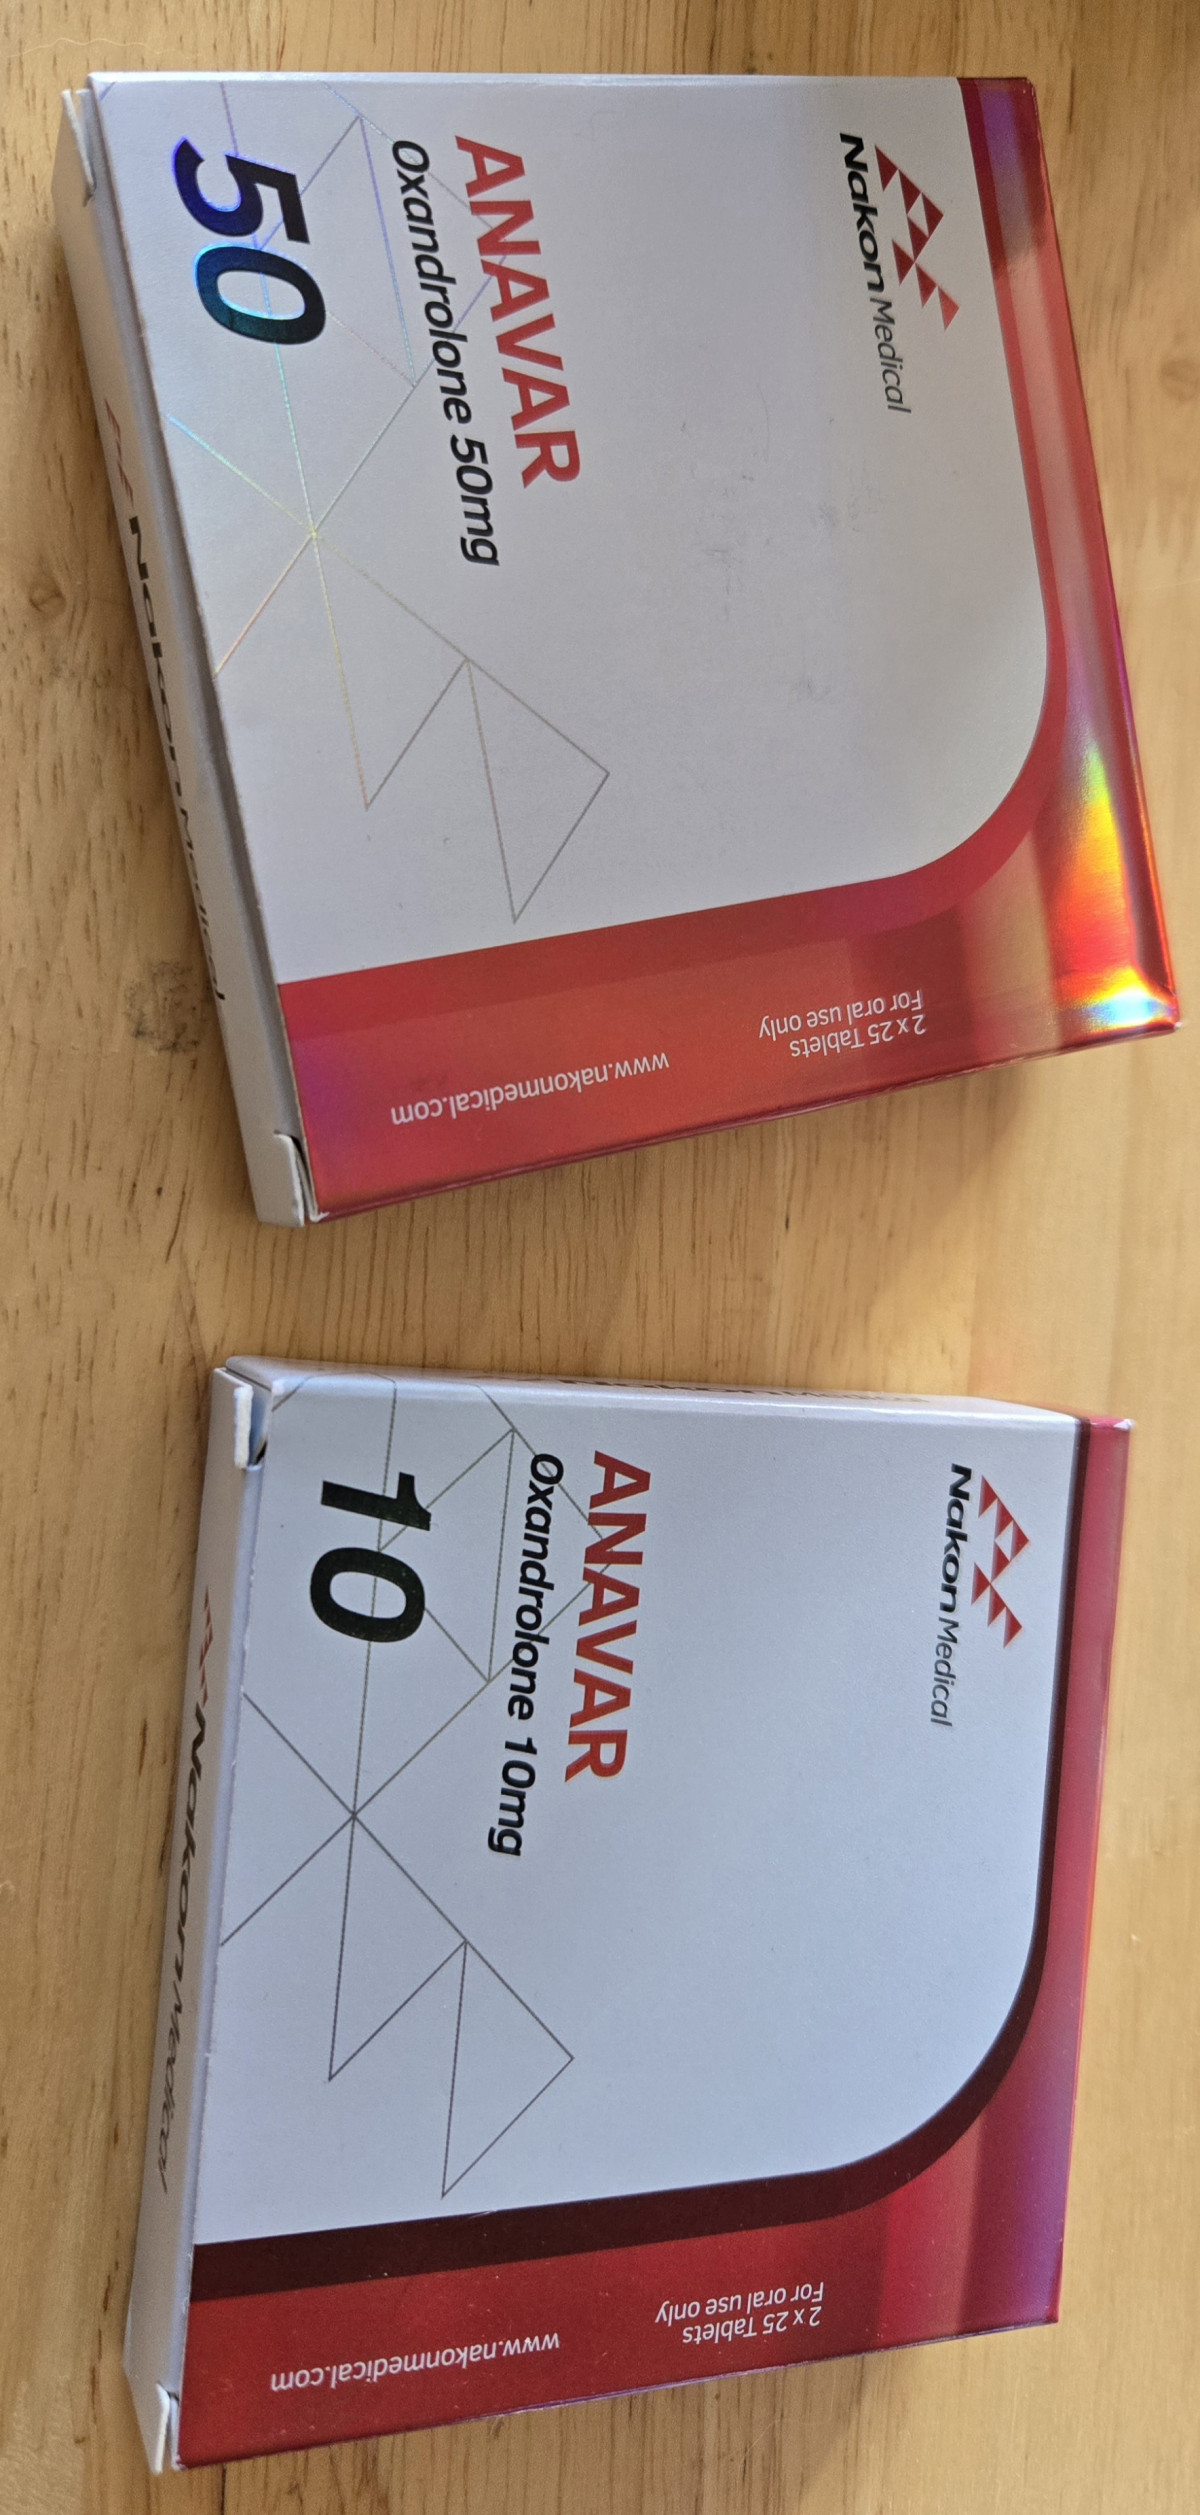 Nakon Medical
ANAVAR
Oxandrolone 50mg
50
2 x 25 Tablets
For oral use only
www.nakonmedical.com
Nakon Medical
Nakon Medical
ANAVAR
Oxandrolone 10mg
10
2 x 25 Tablets
For oral use only
www.nakonmedical.com
Nakon Medical